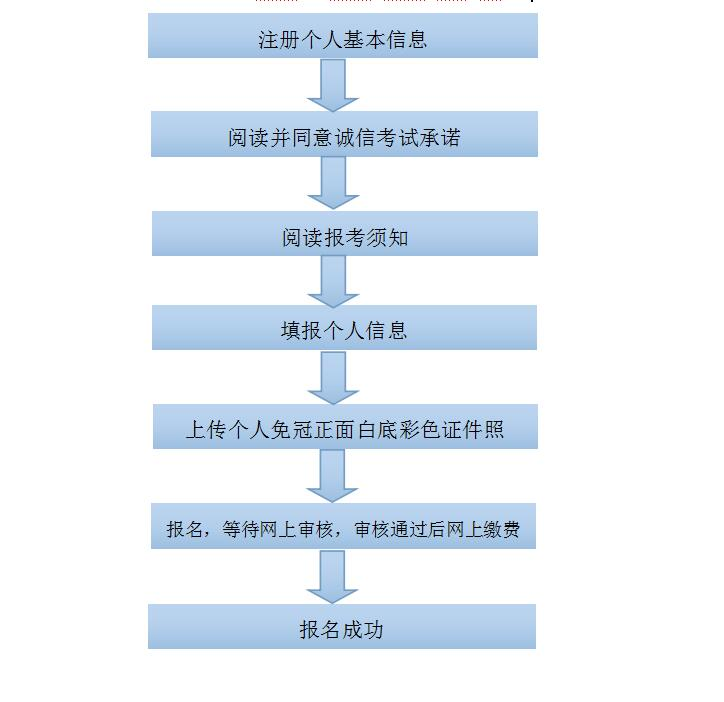 注册个人基本信息
阅读并同意诚信考试承诺
阅读报考须知
填报个人信息
上传个人免冠正面白底彩色证件照
报名，等待网上审核，审核通过后网上缴费
报名成功